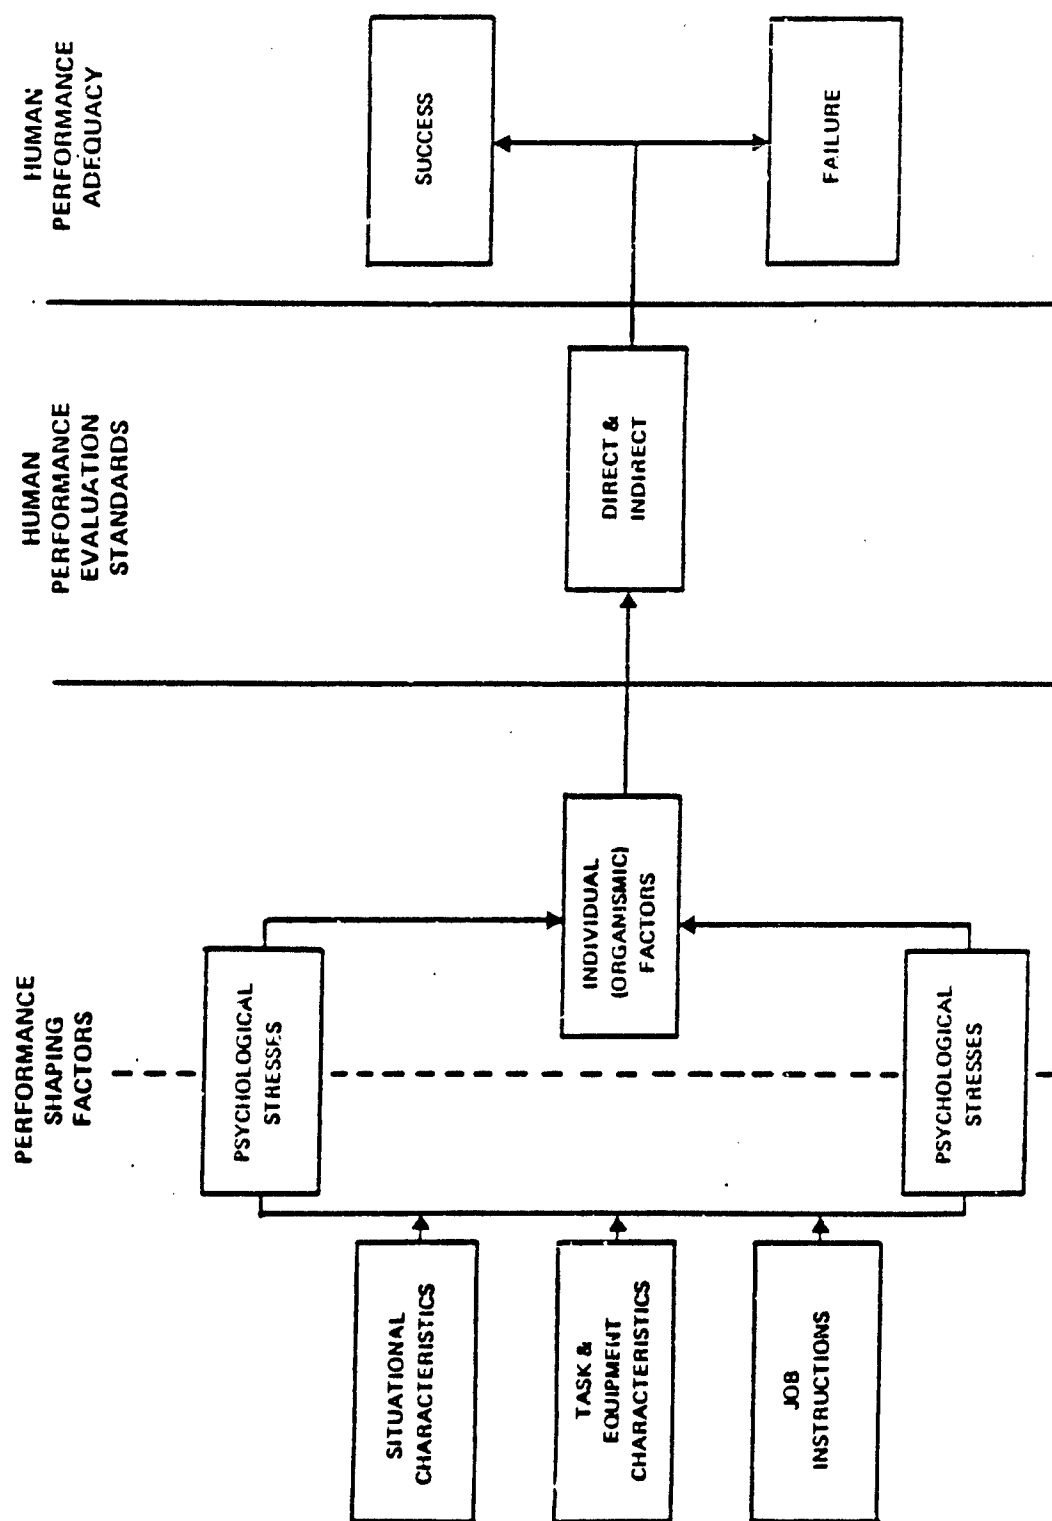 PERFORMANCE
SHAPING
FACTORS
HUMAN
PERFORMANCE
EVALUATION
STANDARDS
HUMAN
PERFORMANCE
ADEQUACY
SITUATIONAL
CHARACTERISTICS
TASK &
EQUIPMENT
CHARACTERISTICS
JOB
INSTRUCTIONS
PSYCHOLOGICAL
STRESSES
PSYCHOLOGICAL
STRESSES
INDIVIDUAL
(ORGANISMIC)
FACTORS
DIRECT &
INDIRECT
SUCCESS
FAILURE